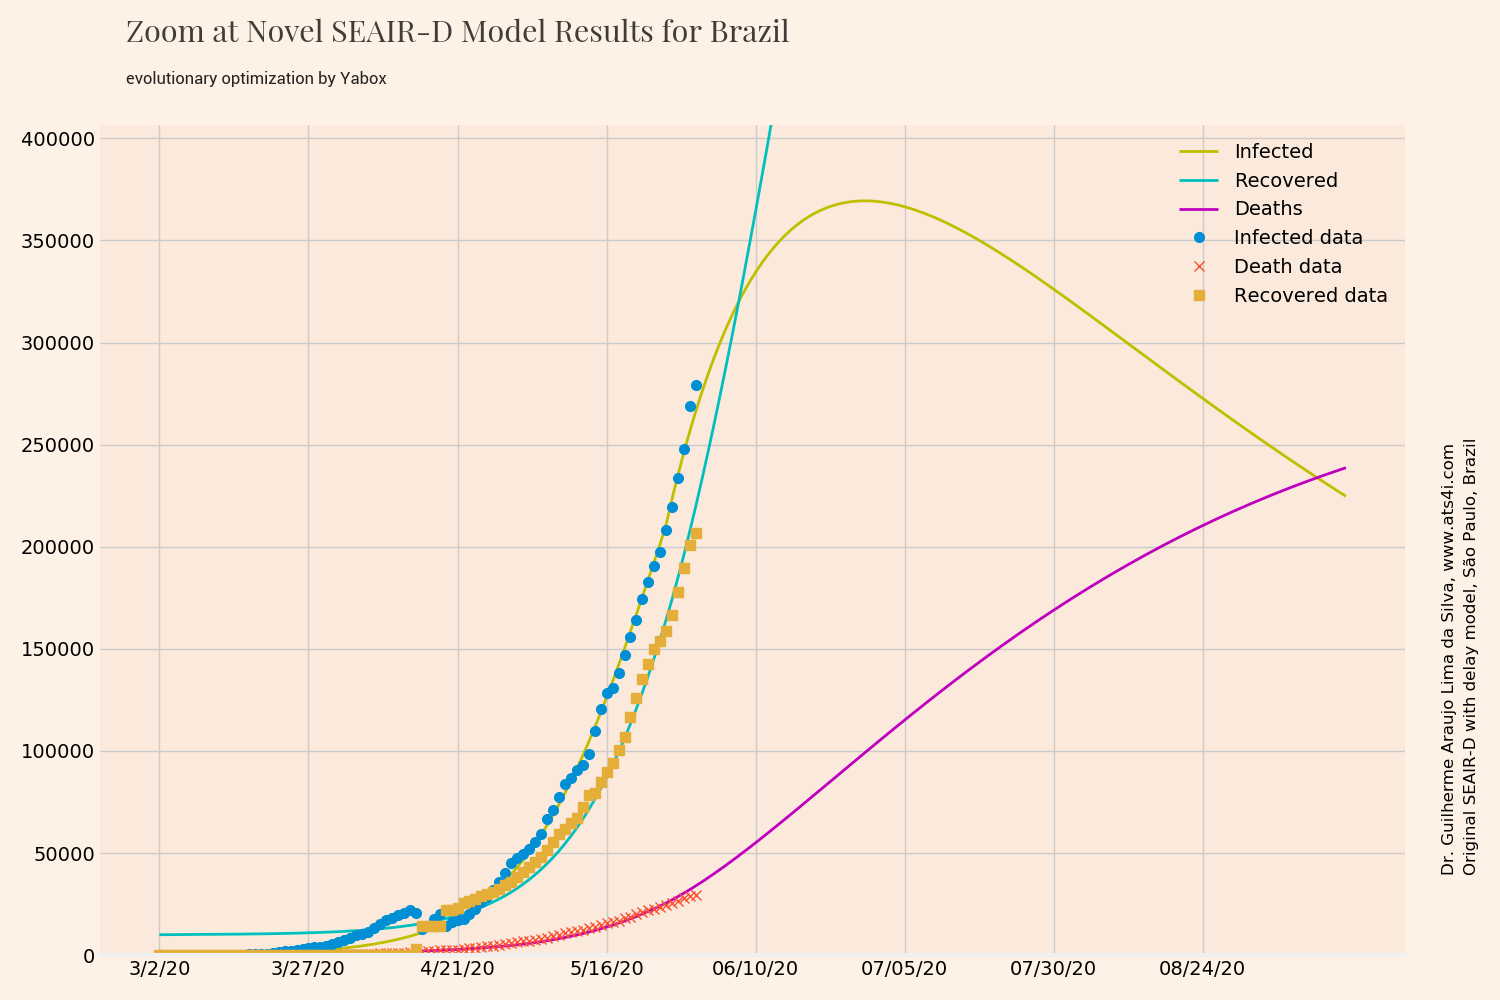 Zoom at Novel SEAIR-D Model Results for Brazil
evolutionary optimization by Yabox
400000
350000
300000
250000
200000
150000
100000
50000
0
3/2/20
3/27/20
4/21/20
5/16/20
06/10/20
07/05/20
07/30/20
08/24/20
Infected
Recovered
Deaths
Infected data
Death data
Recovered data
Dr. Guilherme Araujo Lima da Silva, www.ats4i.com
Original SEAIR-D with delay model, São Paulo, Brazil